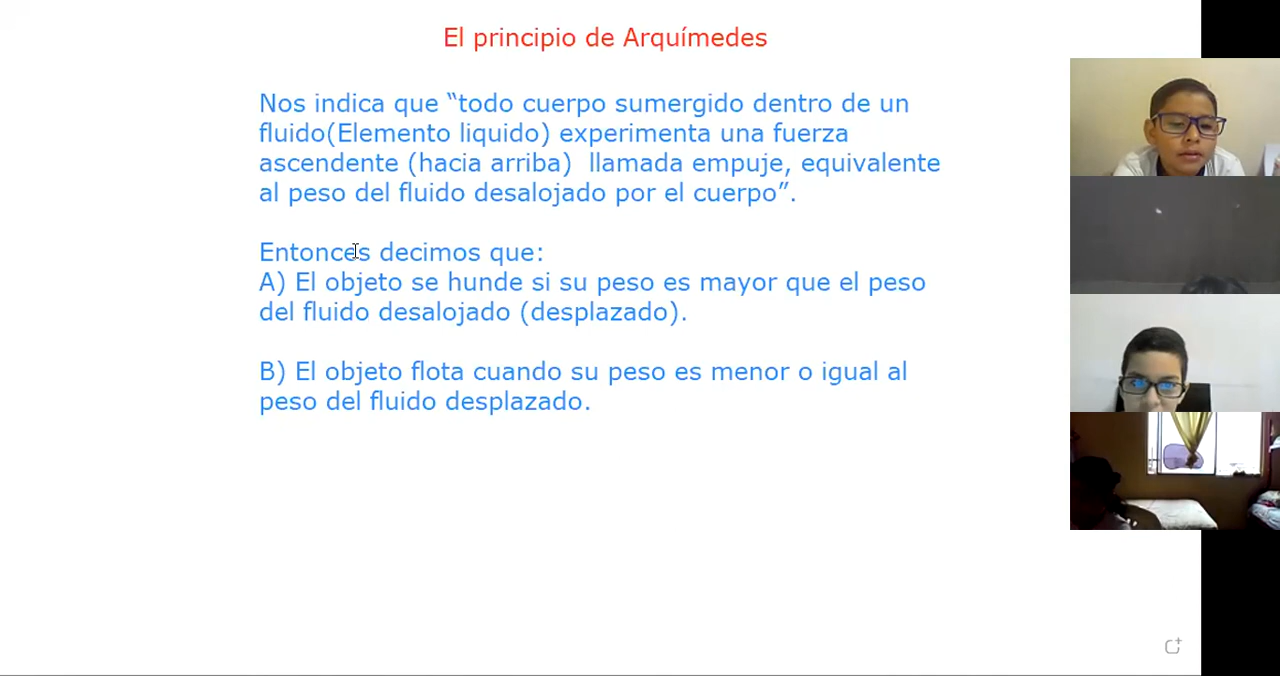 El principio de Arquímedes
Nos indica que “todo cuerpo sumergido dentro de un
fluido(Elemento liquido) experimenta una fuerza
ascendente (hacia arriba)  llamada empuje, equivalente
al peso del fluido desalojado por el cuerpo”.
Entonces decimos que:
A) El objeto se hunde si su peso es mayor que el peso
del fluido desalojado (desplazado).
B) El objeto flota cuando su peso es menor o igual al
peso del fluido desplazado.